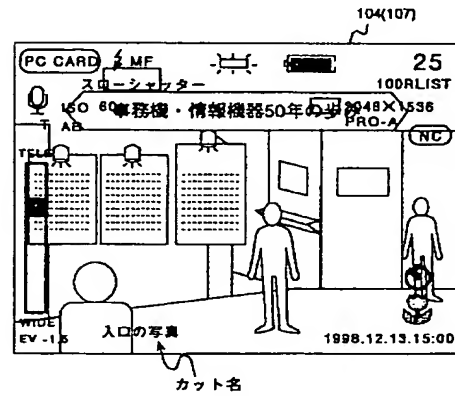 104(107)
PC CARD MF 25
スローシャッター 100RLIST
ISO 事務機・情報機器50年の歩み 2048×1536
AB PRO-A
NC
TELE
WIDE 入口の写真
EV -1.5 1998.12.13.15:00
カット名